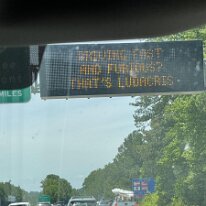 DRIVING FAST
AND FURIOUS?
THAT'S LUDACRIS
MILES